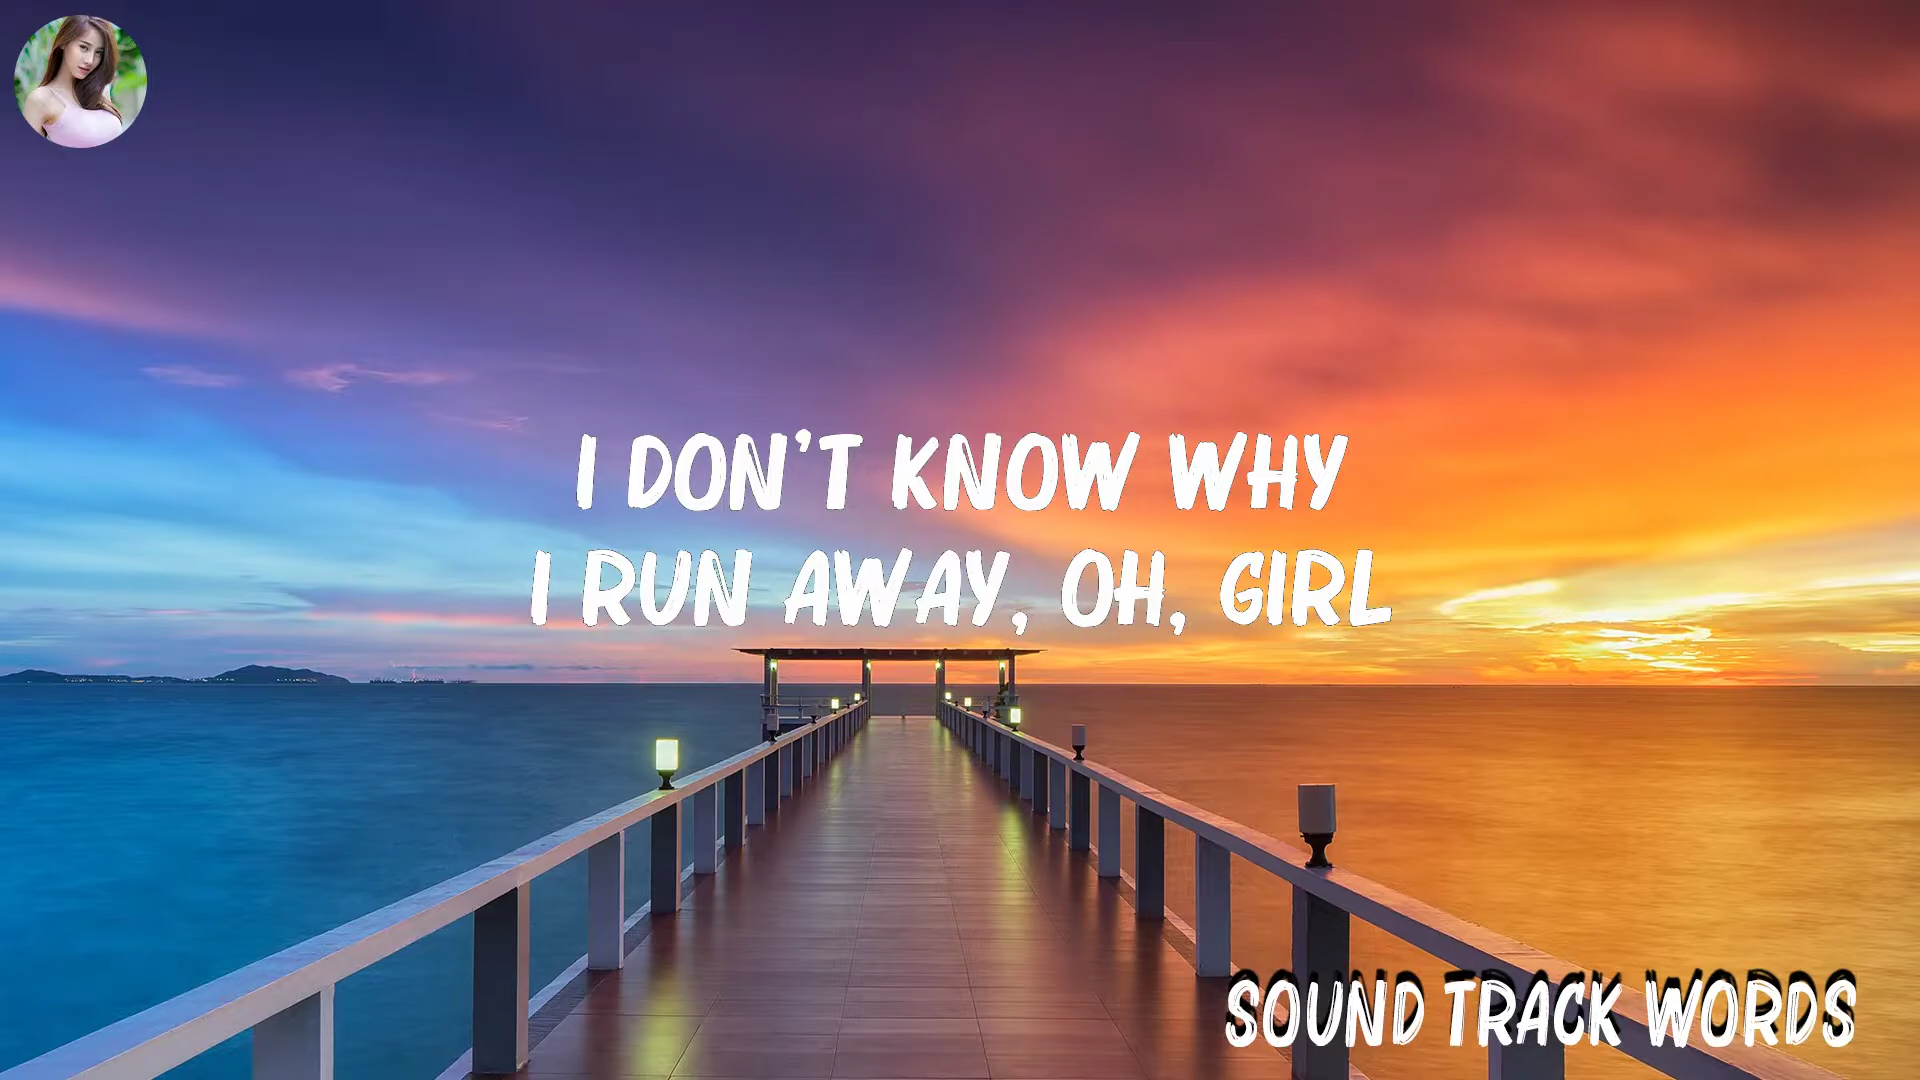 I DON'T KNOW WHY
I RUN AWAY, OH, GIRL
SOUND TRACK WORDS